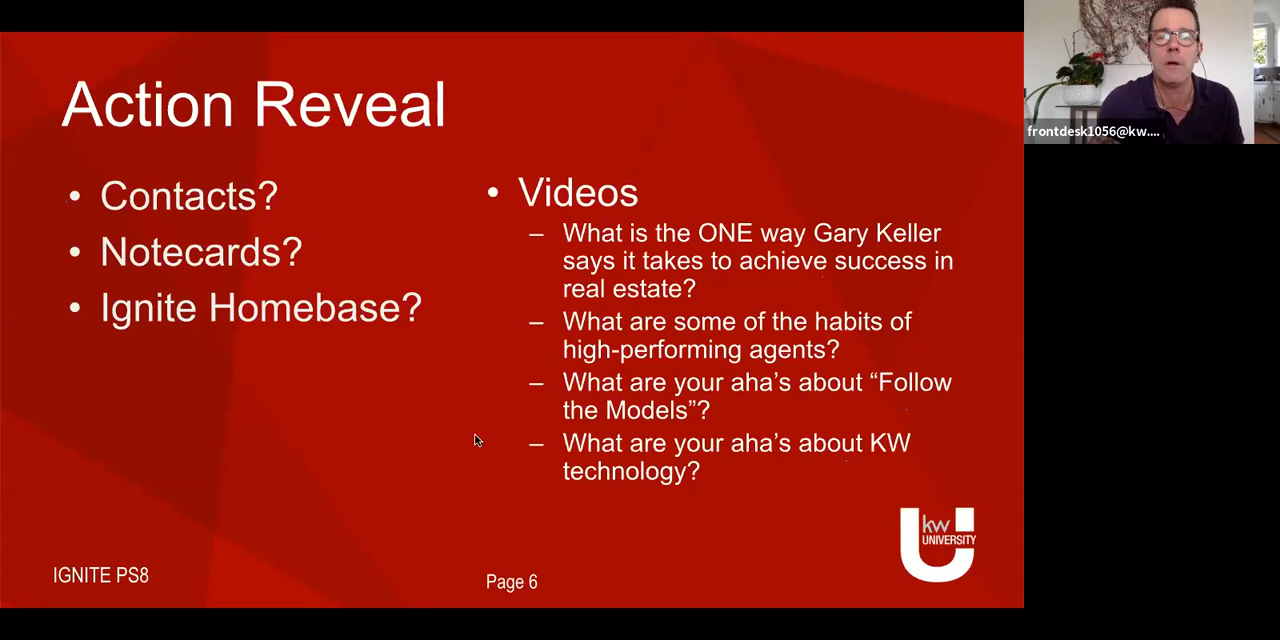 Action Reveal
• Contacts?
• Notecards?
• Ignite Homebase?
• Videos
– What is the ONE way Gary Keller
says it takes to achieve success in
real estate?
– What are some of the habits of
high-performing agents?
– What are your aha’s about “Follow
the Models”?
– What are your aha’s about KW
technology?
kw
UNIVERSITY
IGNITE PS8
Page 6
frontdesk1056@kw....